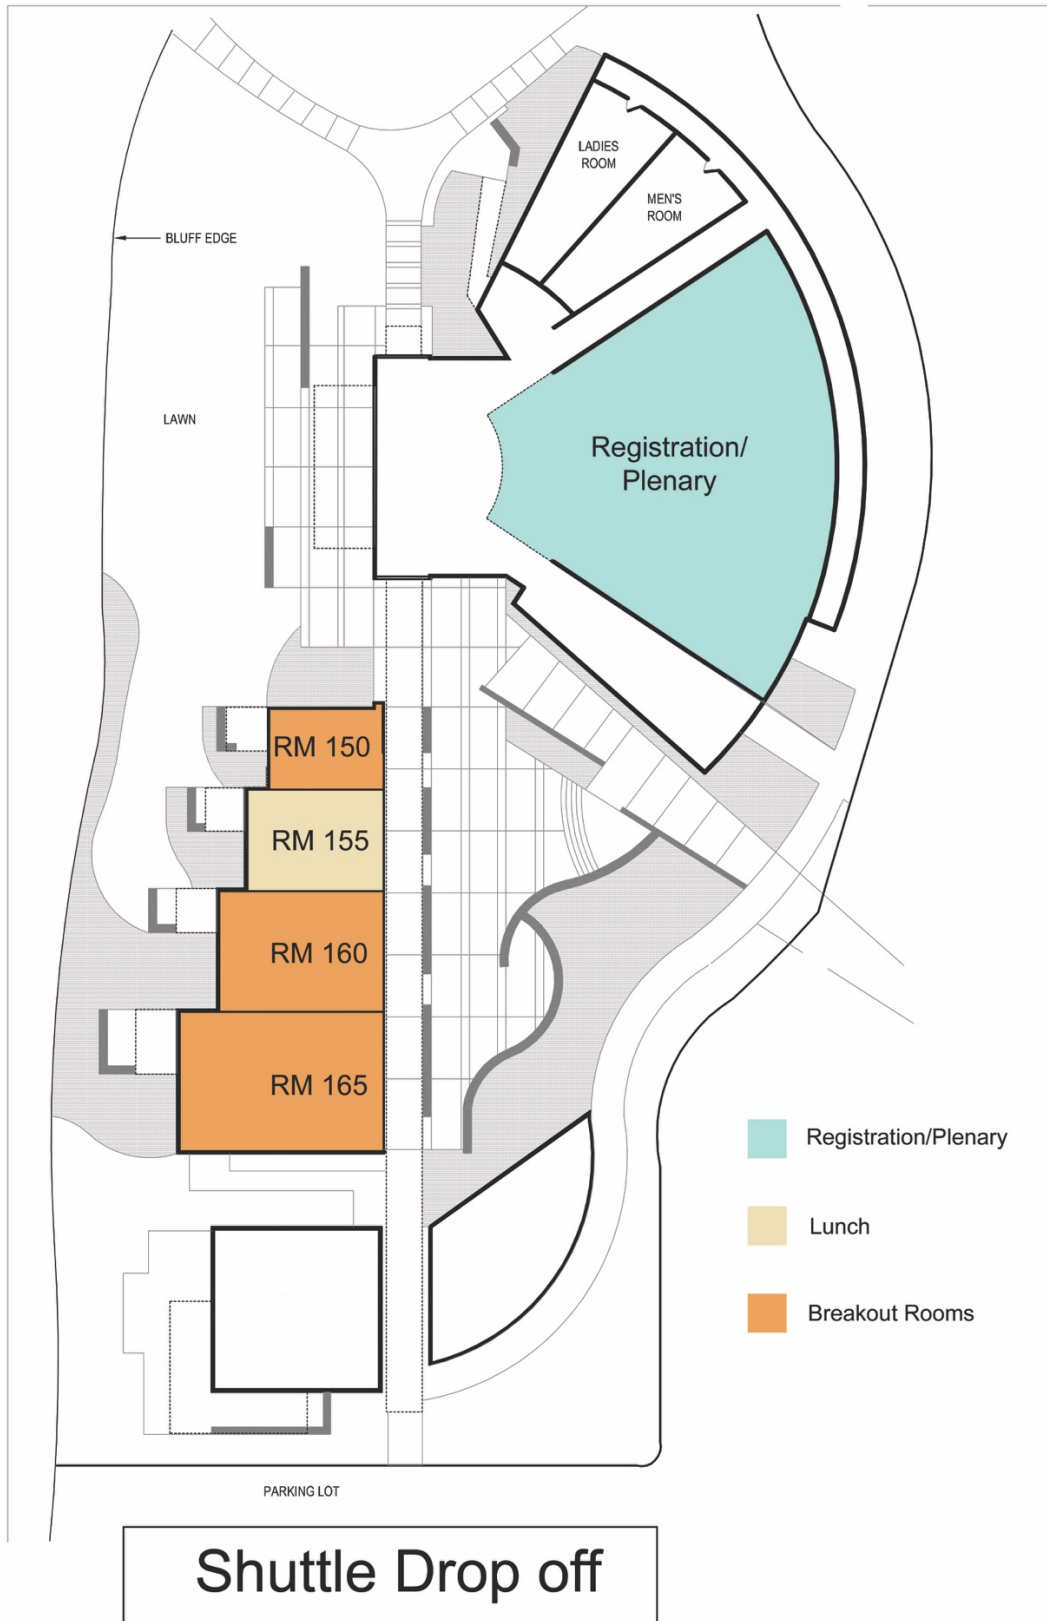 LADIES
ROOM
MEN'S
ROOM
BLUFF EDGE
LAWN
Registration/
Plenary
RM 150
RM 155
RM 160
RM 165
Registration/Plenary
Lunch
Breakout Rooms
PARKING LOT
Shuttle Drop off